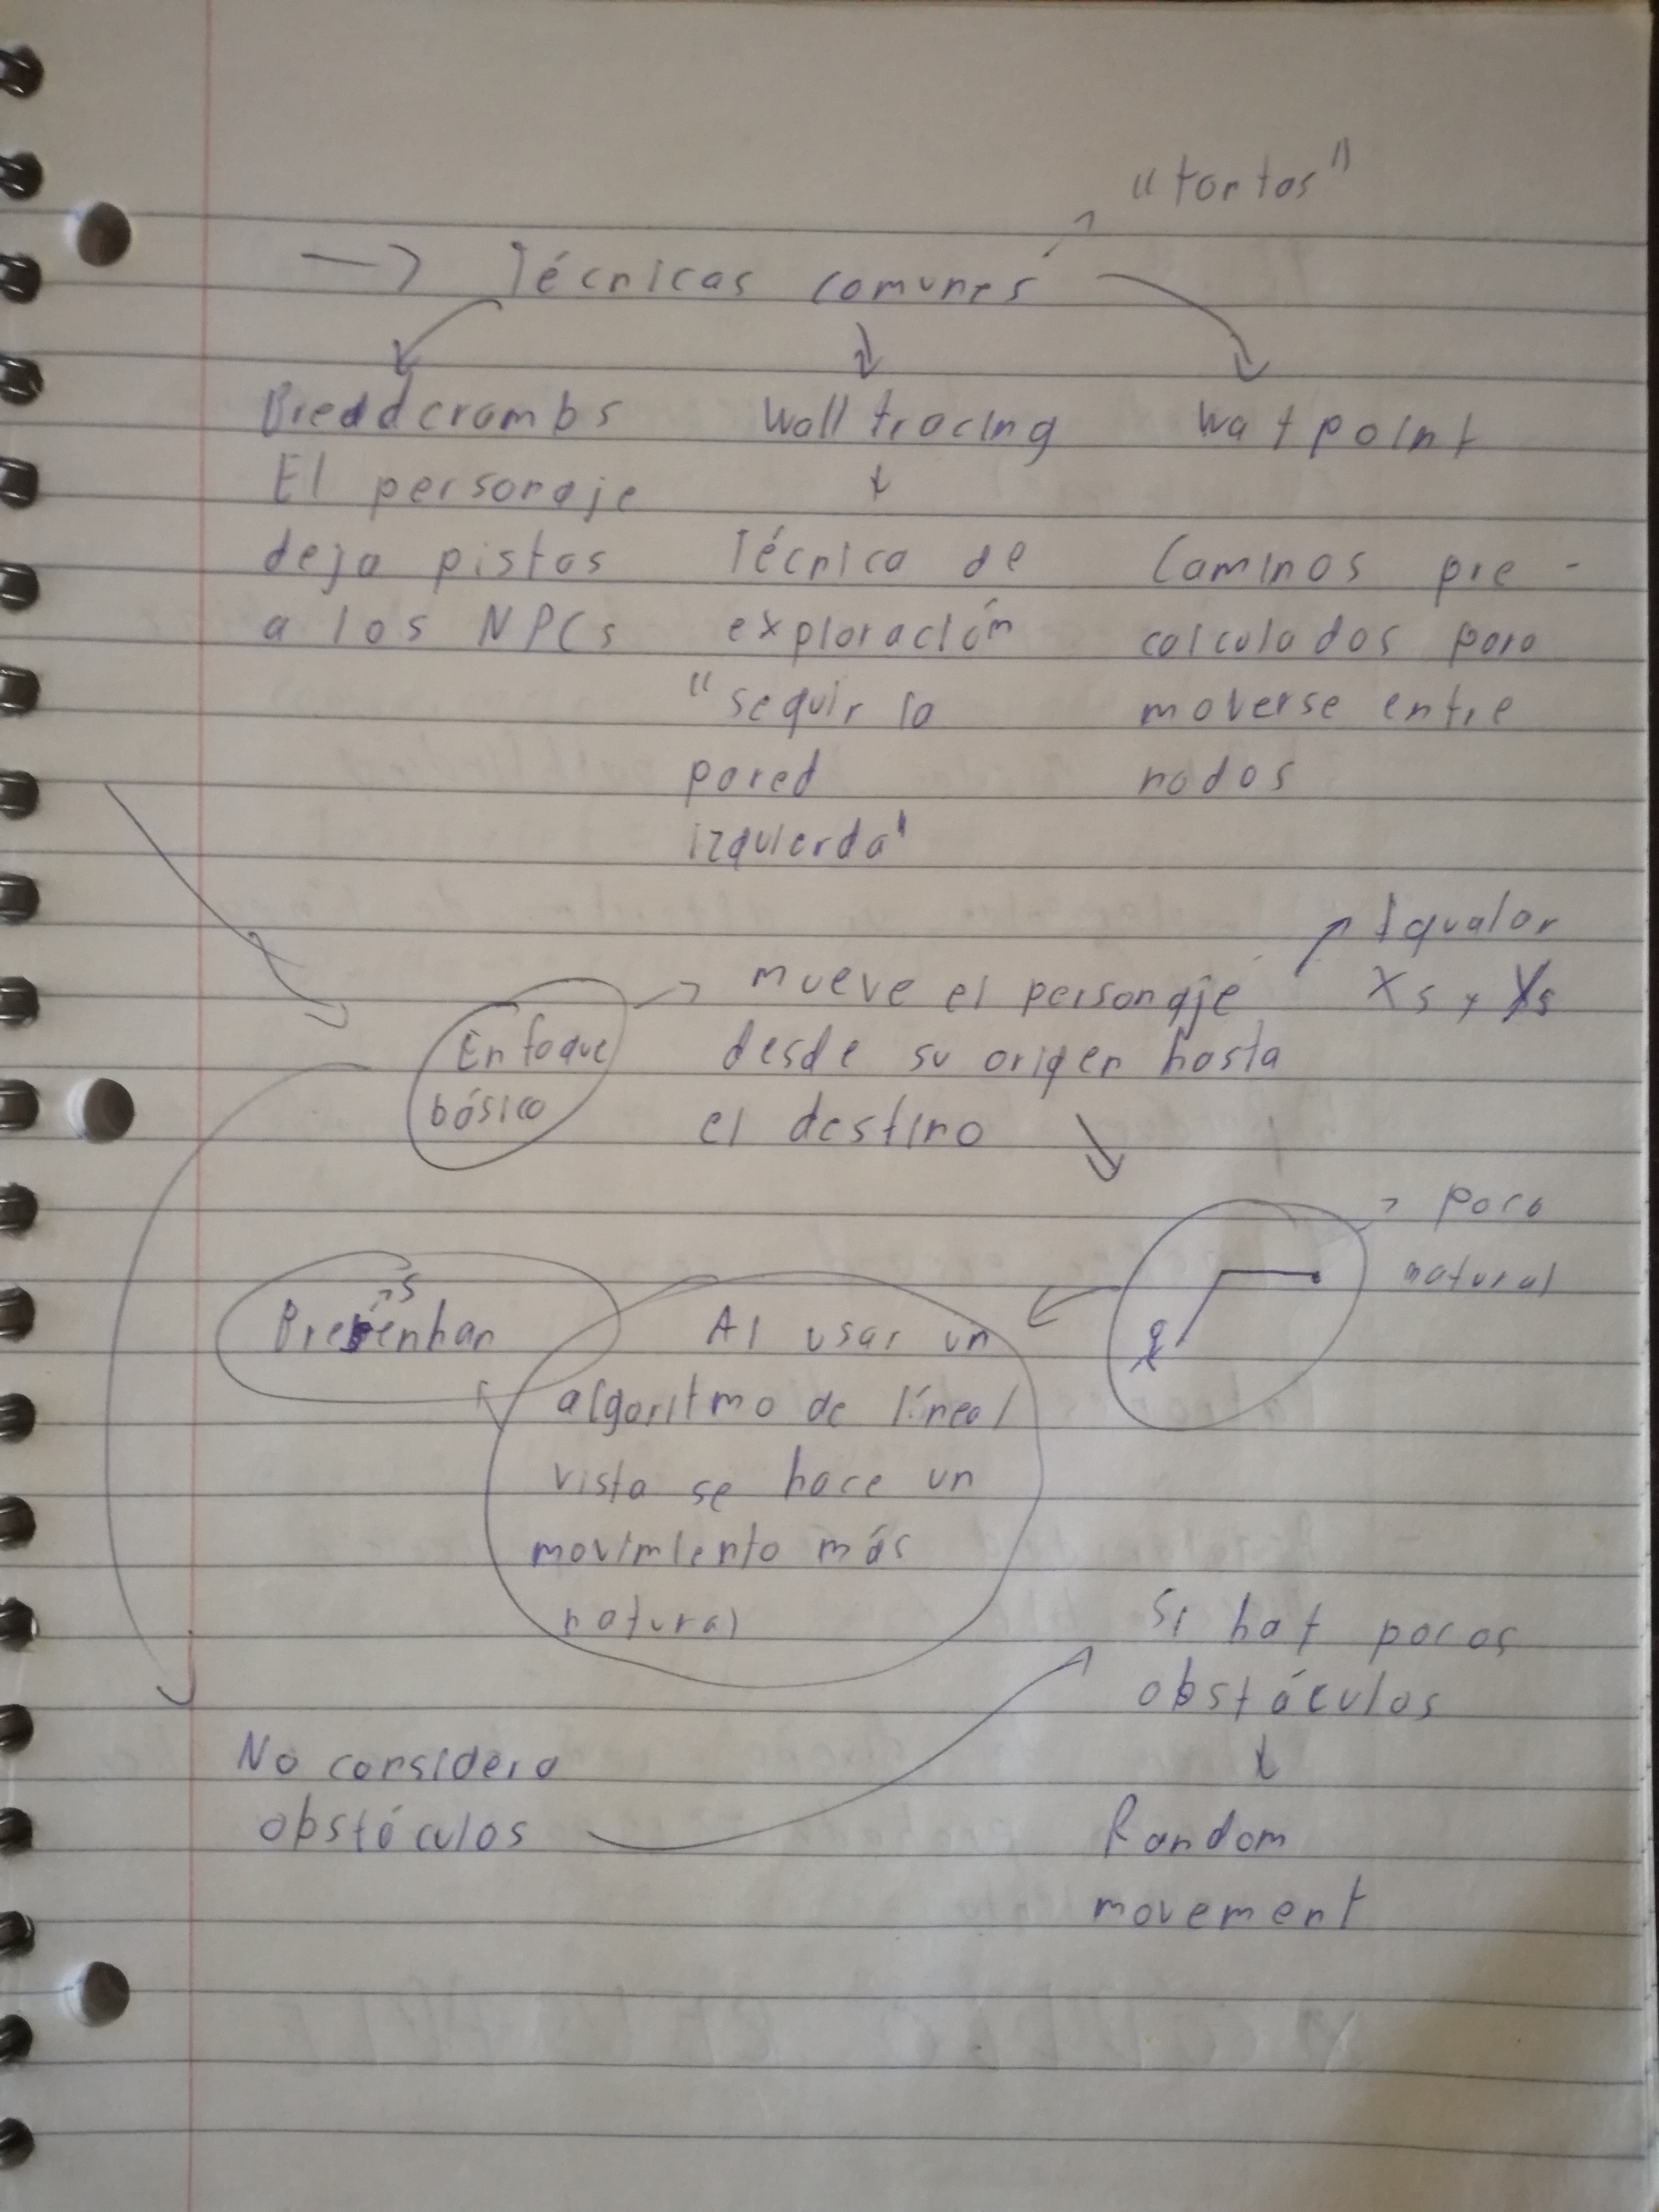 "tontos"
→ Técnicas comunes
Breadcrombs
El personaje
deja pistas
a los NPCs
Wall tracing
Técnica de
exploración
"seguir la
pared
izquierda"
Waypoint
Caminos pre-
calculados para
moverse entre
nodos
Enfoque
básico
mueve el personaje
desde su origen hasta
el destino
Igualar
Xs y Ys
poco
natural
Al usar un
algoritmo de línea/
vista se hace un
movimiento más
natural
Bresenhan
s
No considera
obstáculos
Si hay pocos
obstáculos
Random
movement